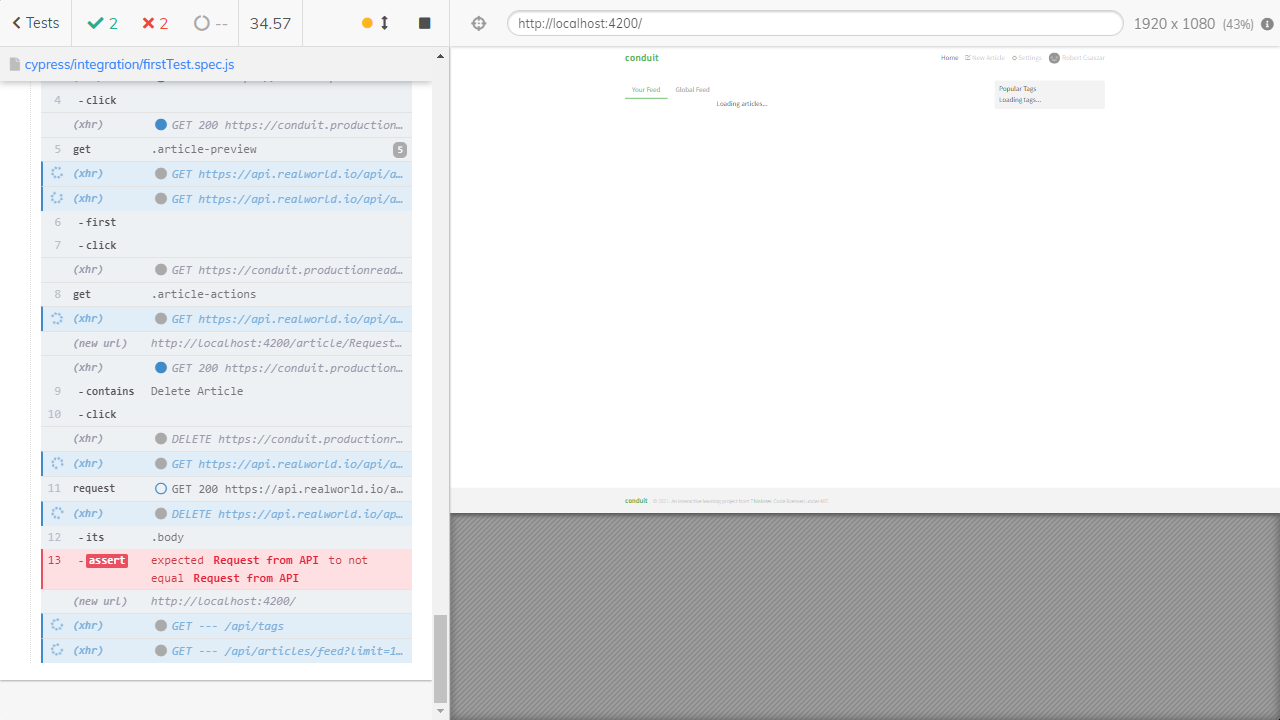 Tests
2
2
--
34.57
http://localhost:4200/
1920 x 1080 (43%)
cypress/integration/firstTest.spec.js
4 -click
(xhr) GET 200 https://conduit.production…
5 get .article-preview 5
(xhr) GET https://api.realworld.io/api/a…
(xhr) GET https://api.realworld.io/api/a…
6 -first
7 -click
(xhr) GET https://conduit.productionread…
8 get .article-actions
(xhr) GET https://api.realworld.io/api/a…
(new url) http://localhost:4200/article/Request…
(xhr) GET 200 https://conduit.production…
9 -contains Delete Article
10 -click
(xhr) DELETE https://conduit.productionr…
(xhr) GET https://api.realworld.io/api/a…
11 request GET 200 https://api.realworld.io/a…
(xhr) DELETE https://api.realworld.io/ap…
12 -its .body
13 -assert expected Request from API to not
equal Request from API
(new url) http://localhost:4200/
(xhr) GET --- /api/tags
(xhr) GET --- /api/articles/feed?limit=1…
conduit
Home New Article Settings Robert Csaszar
Your Feed Global Feed
Loading articles...
Popular Tags
Loading tags...
conduit © 2021. An interactive learning project from Thinkster. Code licensed under MIT.